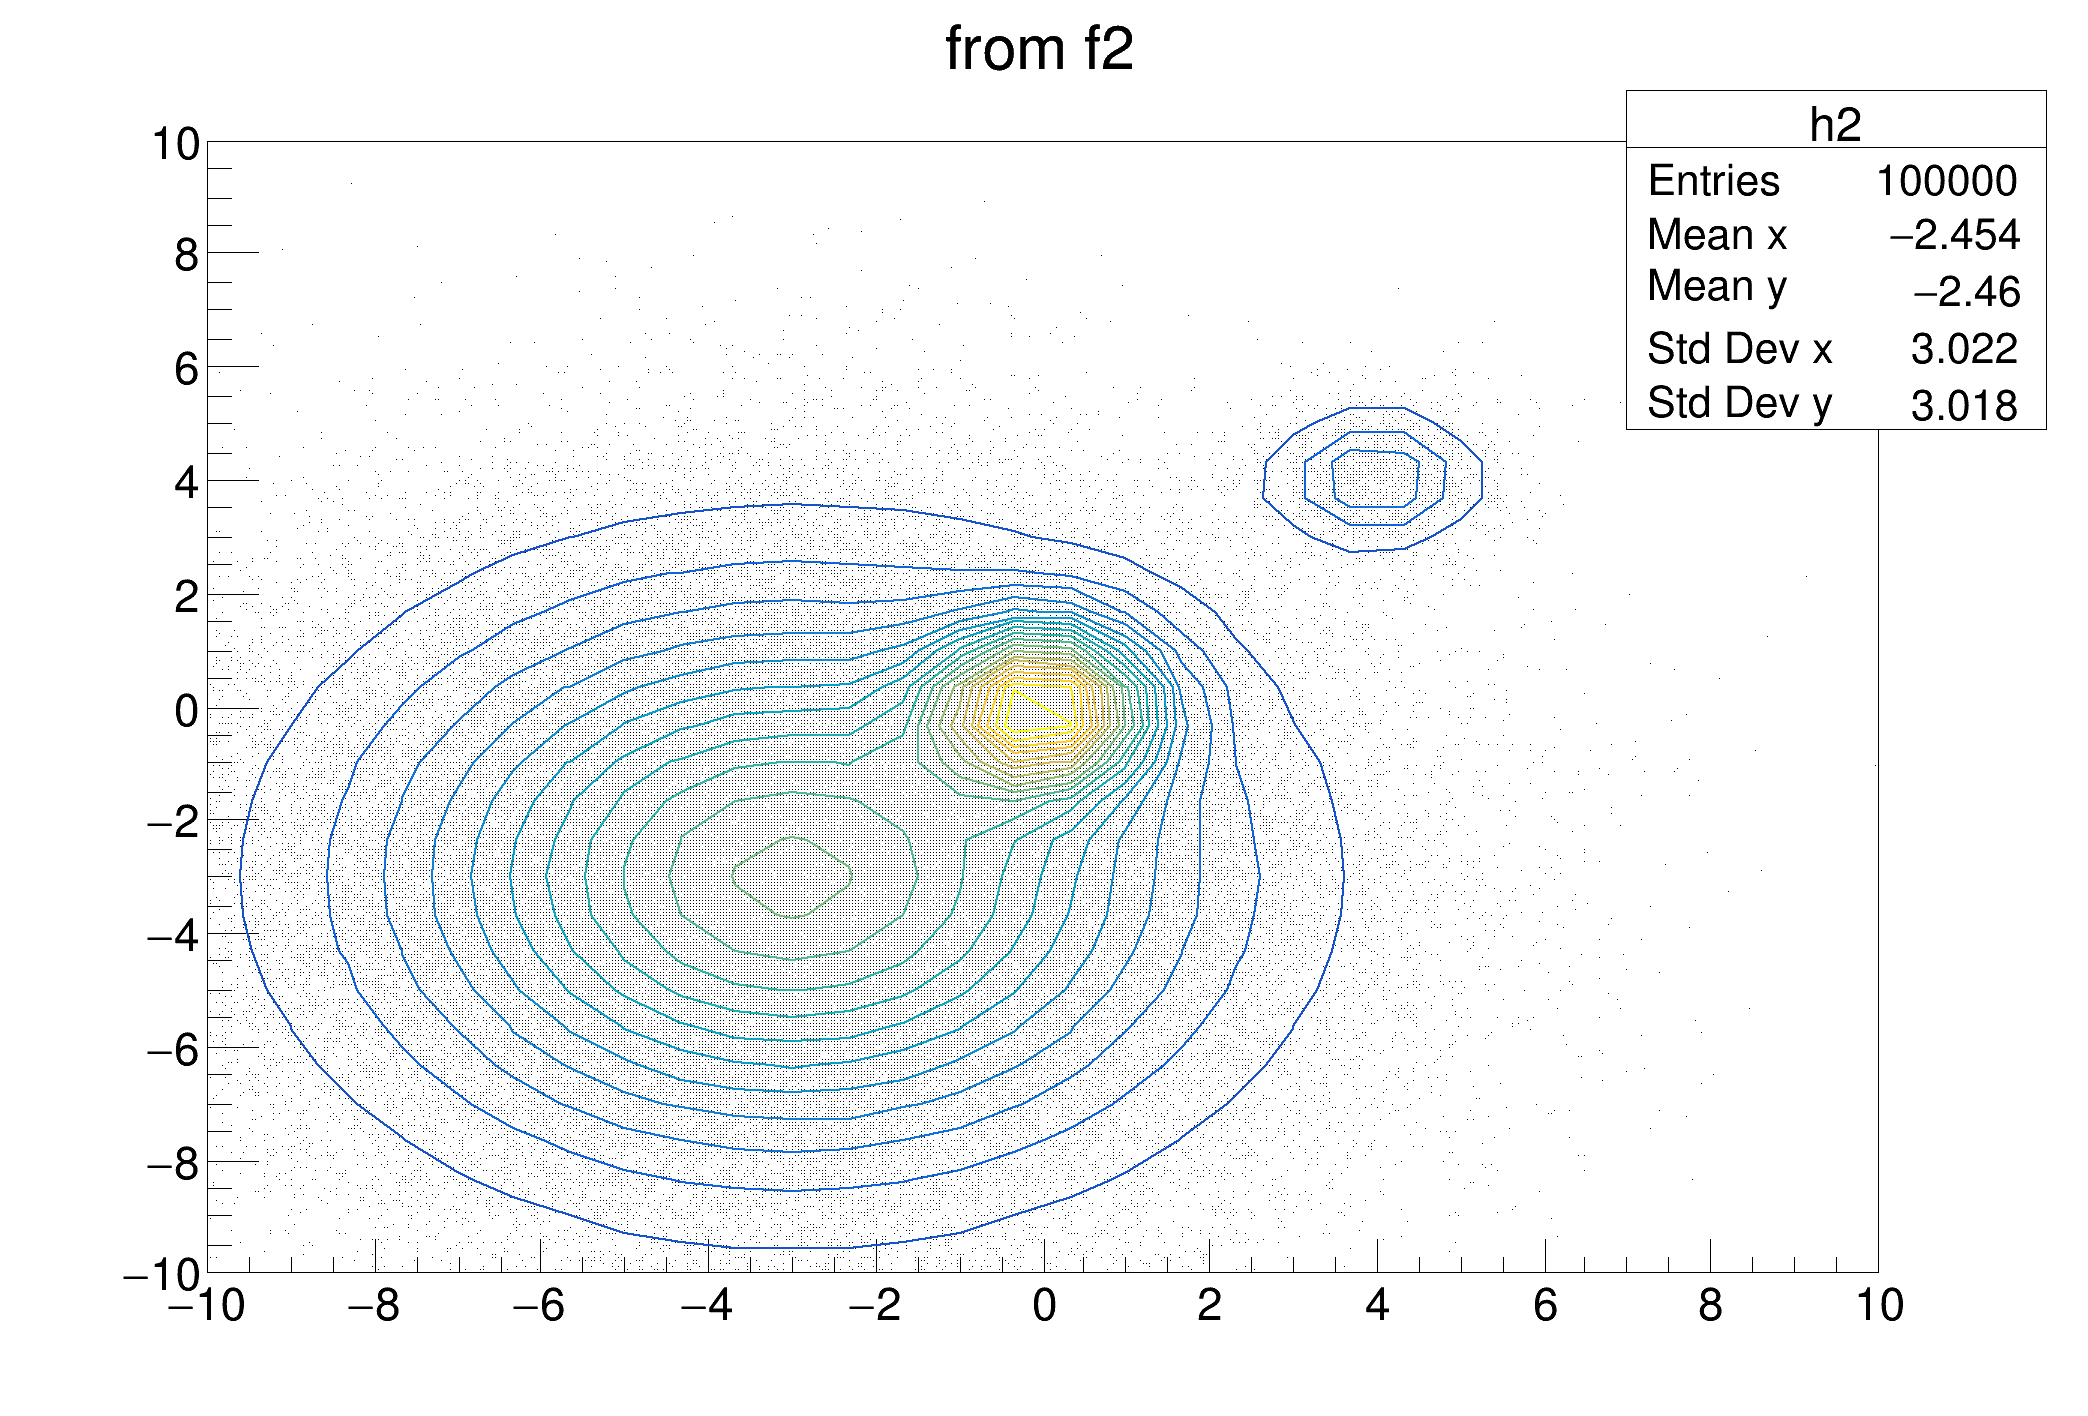 from f2
h2
Entries 100000
Mean x −2.454
Mean y −2.46
Std Dev x 3.022
Std Dev y 3.018
10
8
6
4
2
0
−2
−4
−6
−8
−10
−10 −8 −6 −4 −2 0 2 4 6 8 10